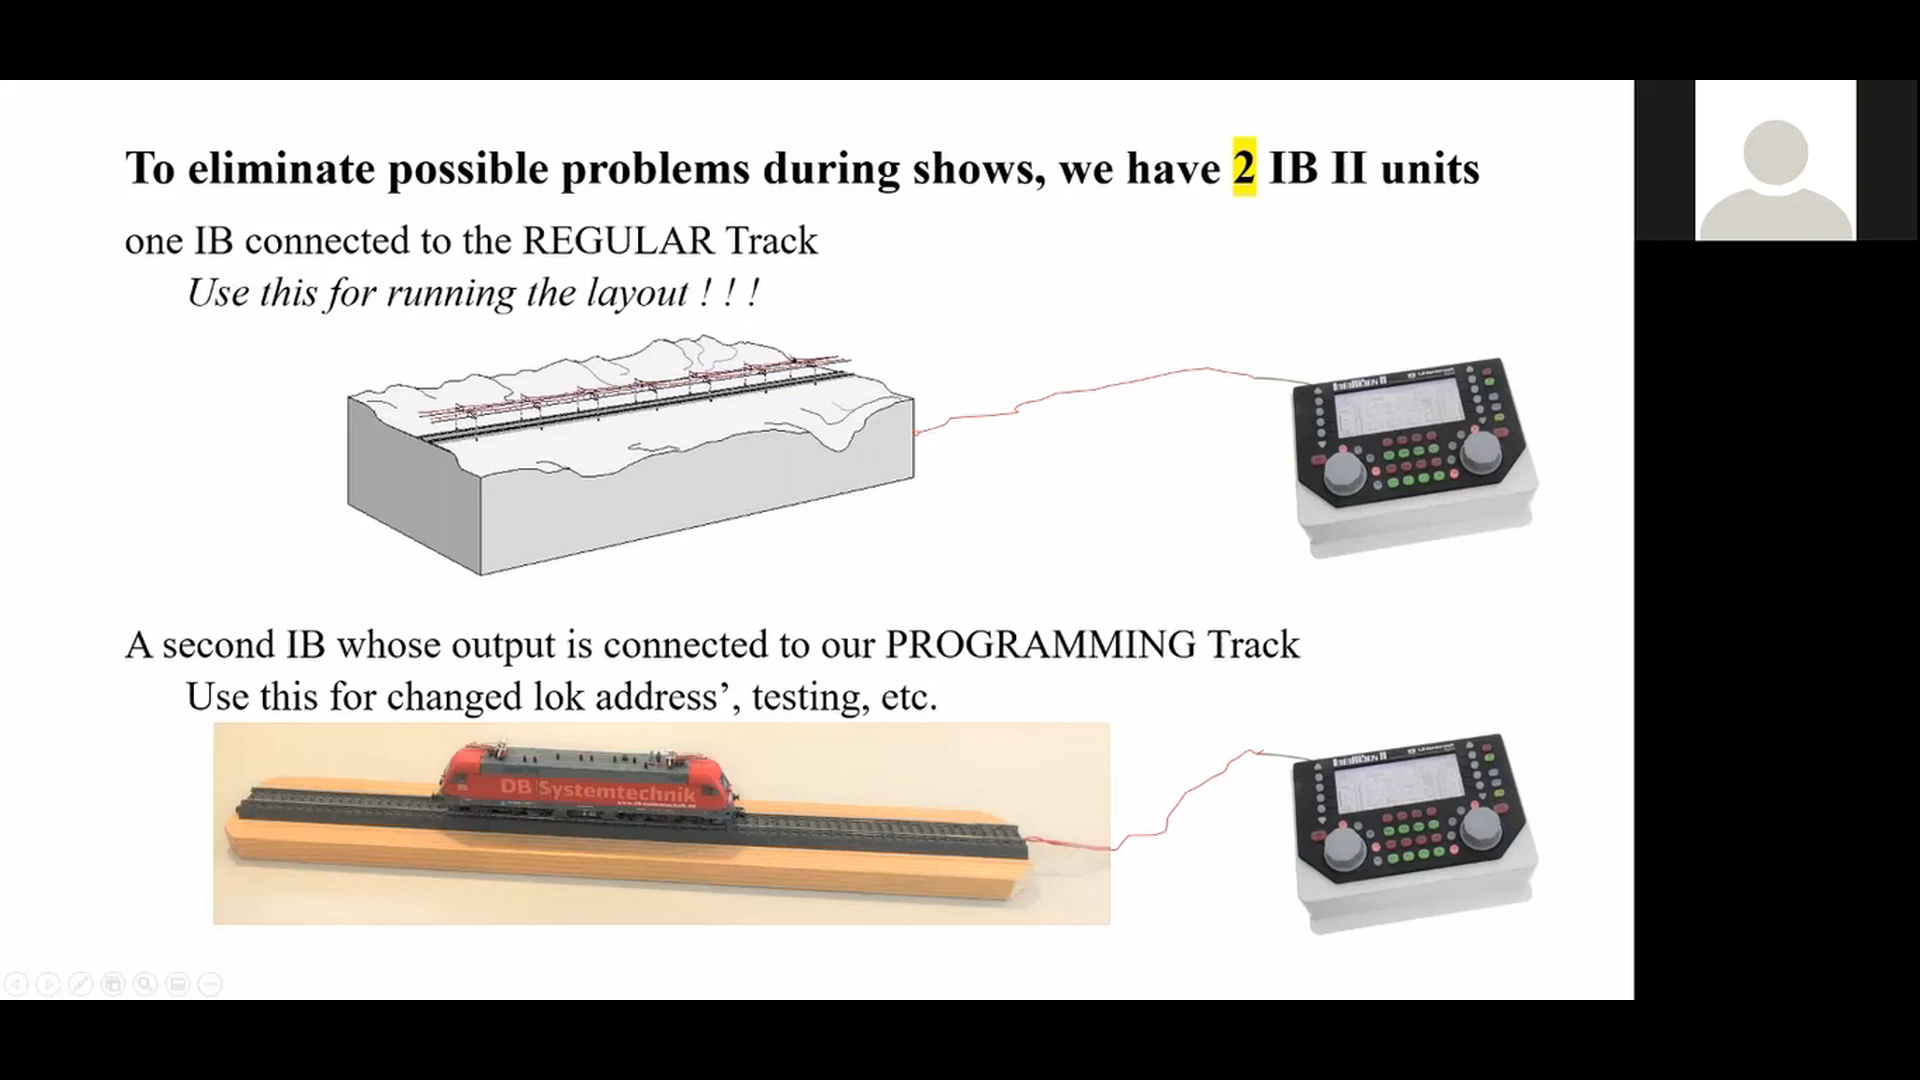 To eliminate possible problems during shows, we have 2 IB II units
one IB connected to the REGULAR Track
Use this for running the layout ! ! !
A second IB whose output is connected to our PROGRAMMING Track
Use this for changed lok address’, testing, etc.
DB Systemtechnik